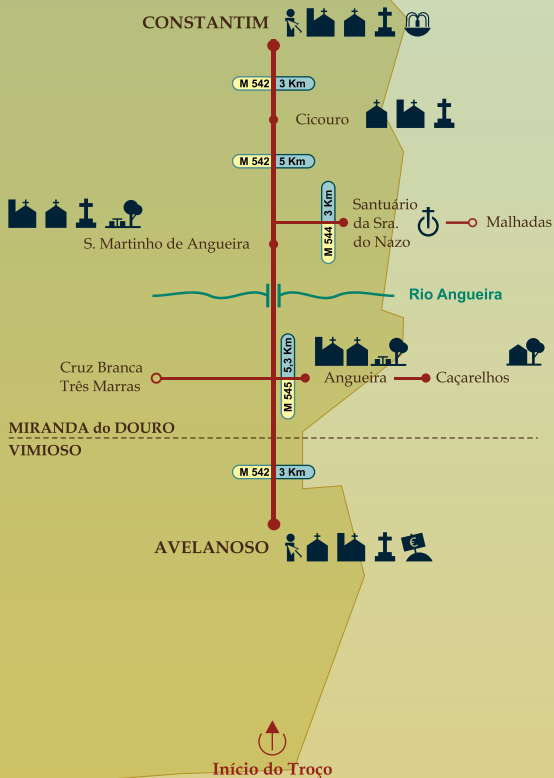 CONSTANTIM
M 542 3 Km
Cicouro
M 542 5 Km
M 544 3 Km
Santuário
da Sra.
do Nazo
Malhadas
S. Martinho de Angueira
Rio Angueira
M 545 5,3 Km
Cruz Branca
Três Marras
Angueira
Caçarelhos
MIRANDA do DOURO
VIMIOSO
M 542 3 Km
AVELANOSO
€
Início do Troço